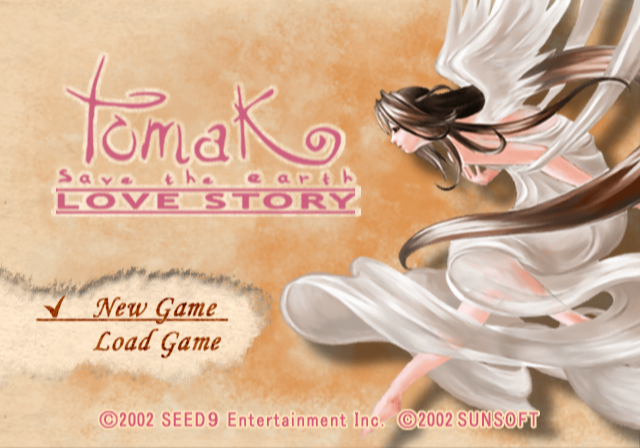 tomak
save the earth
LOVE STORY
New Game
Load Game
©2002 SEED9 Entertainment Inc. ©2002 SUNSOFT